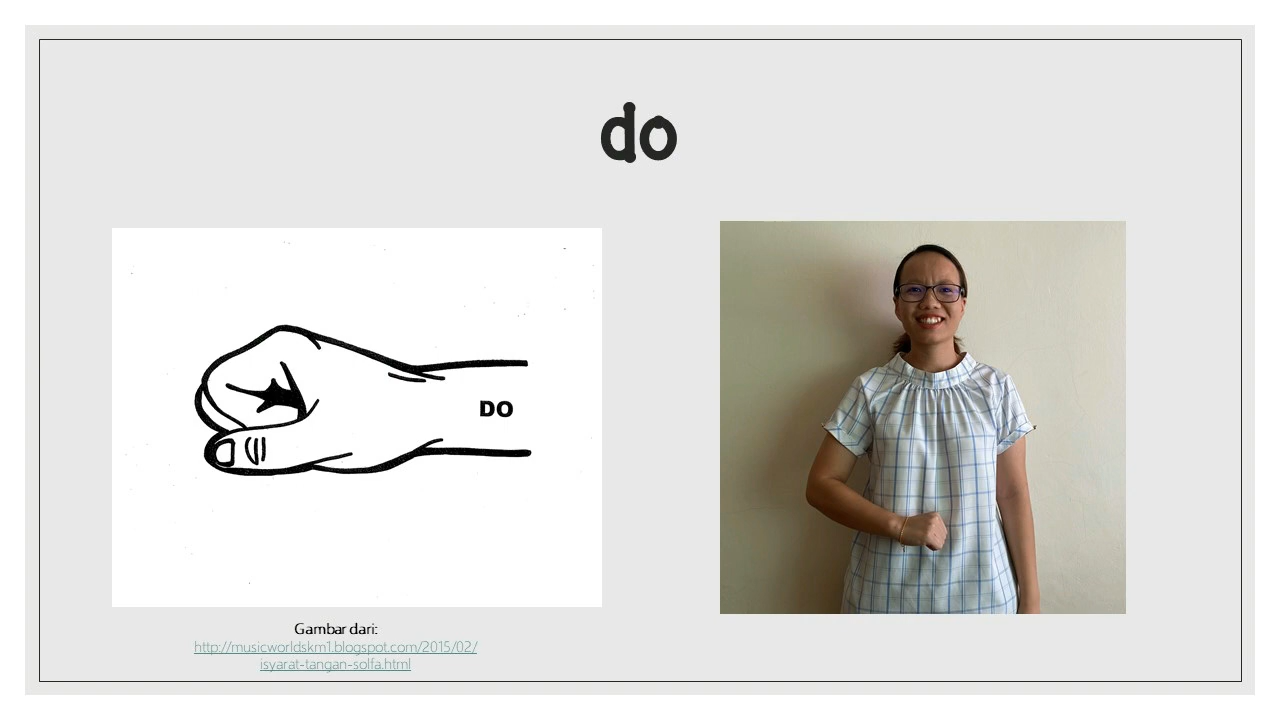 do
DO
Gambar dari:
http://musicworldskm1.blogspot.com/2015/02/
isyarat-tangan-solfa.html